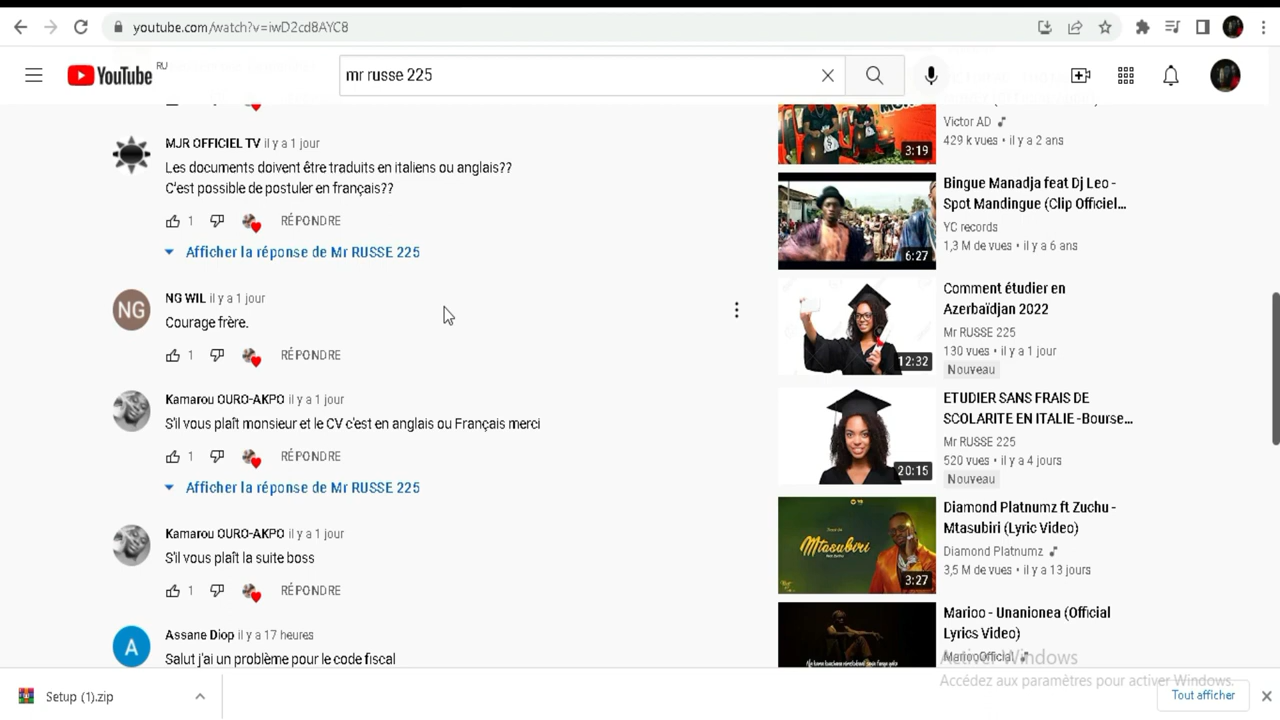 youtube.com/watch?v=iwD2cd8AYC8
YouTube RU
mr russe 225
MJR OFFICIEL TV il y a 1 jour
Les documents doivent être traduits en italiens ou anglais??
C'est possible de postuler en français??
1 RÉPONDRE
Afficher la réponse de Mr RUSSE 225
NG
NG WIL il y a 1 jour
Courage frère.
1 RÉPONDRE
Kamarou OURO-AKPO il y a 1 jour
S'il vous plaît monsieur et le CV c'est en anglais ou Français merci
1 RÉPONDRE
Afficher la réponse de Mr RUSSE 225
Kamarou OURO-AKPO il y a 1 jour
S'il vous plaît la suite boss
1 RÉPONDRE
A
Assane Diop il y a 17 heures
Salut j'ai un problème pour le code fiscal
3:19
Victor AD
429 k vues • il y a 2 ans
6:27
Bingue Manadja feat Dj Leo -
Spot Mandingue (Clip Officiel...
YC records
1,3 M de vues • il y a 6 ans
12:32
Comment étudier en
Azerbaïdjan 2022
Mr RUSSE 225
130 vues • il y a 1 jour
Nouveau
20:15
ETUDIER SANS FRAIS DE
SCOLARITE EN ITALIE -Bourse...
Mr RUSSE 225
520 vues • il y a 4 jours
Nouveau
Mtasubiri
3:27
Diamond Platnumz ft Zuchu -
Mtasubiri (Lyric Video)
Diamond Platnumz
3,5 M de vues • il y a 13 jours
Marioo - Unanionea (Official
Lyrics Video)
MariooOfficial
Activer Windows
Accédez aux paramètres pour activer Windows.
Setup (1).zip
Tout afficher